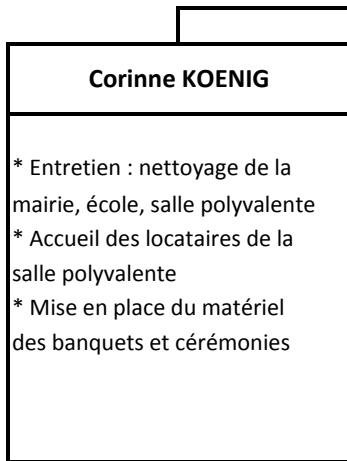 Corinne KOENIG
* Entretien : nettoyage de la
mairie, école, salle polyvalente
* Accueil des locataires de la
salle polyvalente
* Mise en place du matériel
des banquets et cérémonies